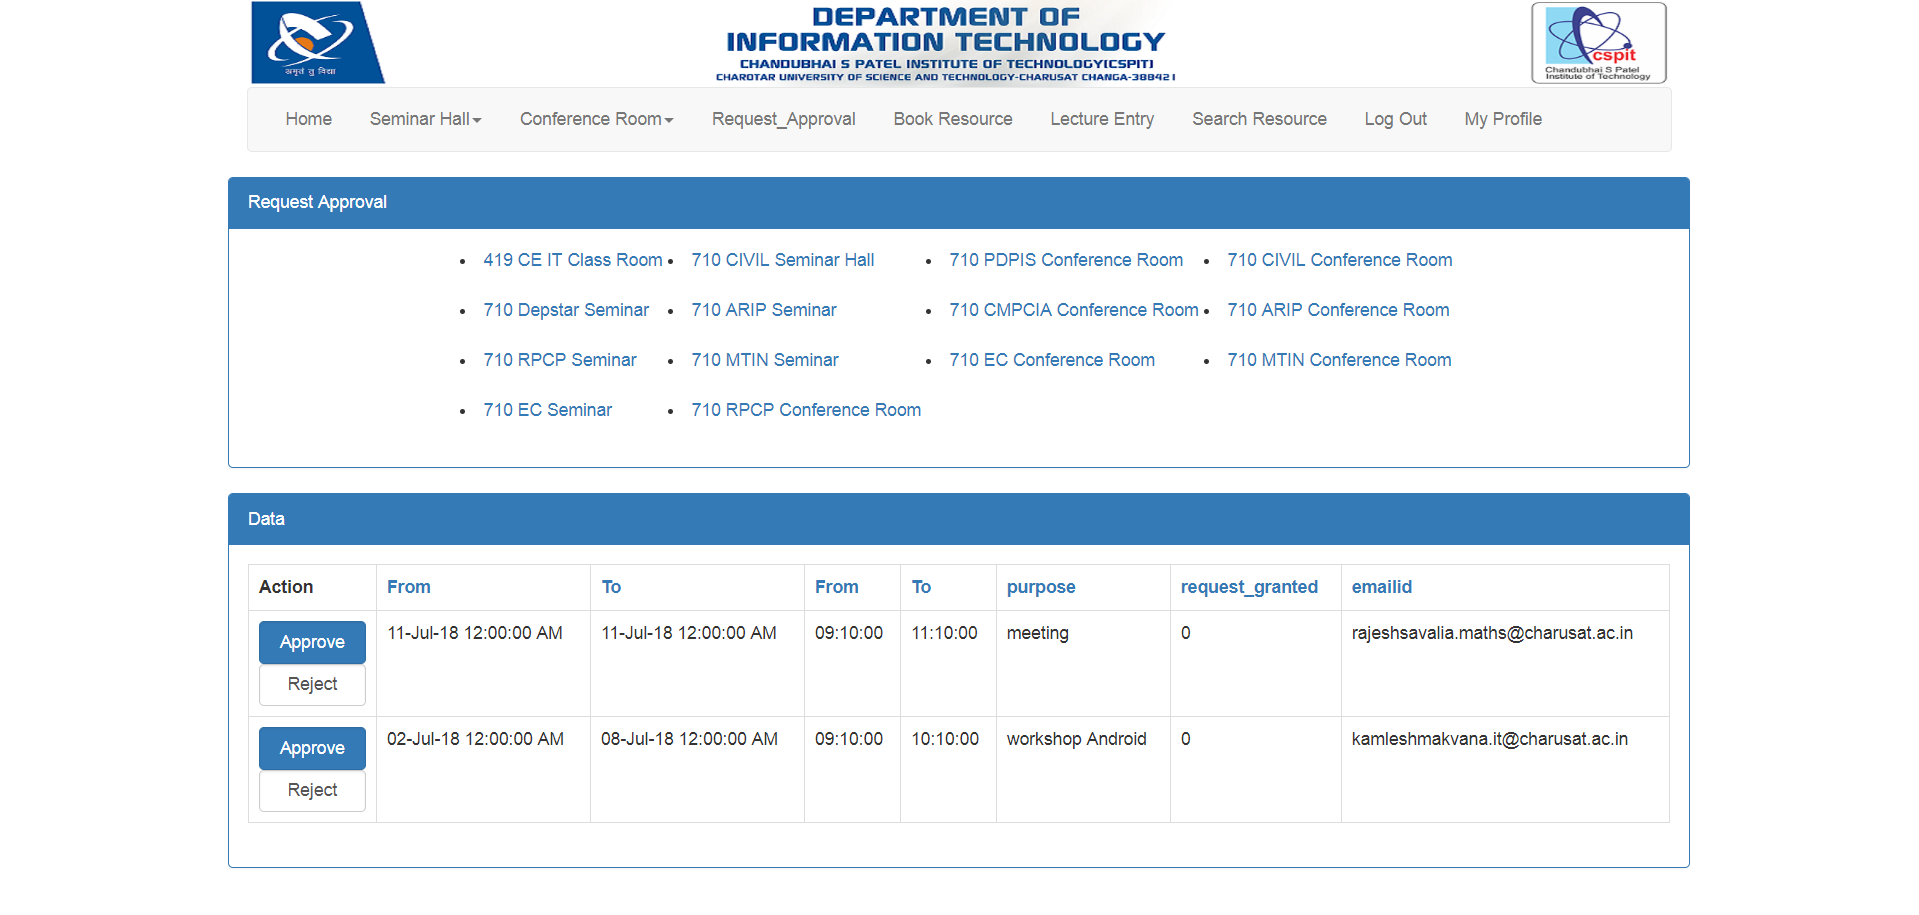 अमृतं तु विद्या
DEPARTMENT OF
INFORMATION TECHNOLOGY
CHANDUBHAI S PATEL INSTITUTE OF TECHNOLOGY(CSPIT)
CHAROTAR UNIVERSITY OF SCIENCE AND TECHNOLOGY-CHARUSAT CHANGA-388421
cspit
Chandubhai S Patel
Institute of Technology
Home Seminar Hall Conference Room Request_Approval Book Resource Lecture Entry Search Resource Log Out My Profile
Request Approval
419 CE IT Class Room 710 CIVIL Seminar Hall 710 PDPIS Conference Room 710 CIVIL Conference Room
710 Depstar Seminar 710 ARIP Seminar 710 CMPCIA Conference Room 710 ARIP Conference Room
710 RPCP Seminar 710 MTIN Seminar 710 EC Conference Room 710 MTIN Conference Room
710 EC Seminar 710 RPCP Conference Room
Data
Action From To From To purpose request_granted emailid
Approve 11-Jul-18 12:00:00 AM 11-Jul-18 12:00:00 AM 09:10:00 11:10:00 meeting 0 rajeshsavalia.maths@charusat.ac.in
Reject
Approve 02-Jul-18 12:00:00 AM 08-Jul-18 12:00:00 AM 09:10:00 10:10:00 workshop Android 0 kamleshmakvana.it@charusat.ac.in
Reject